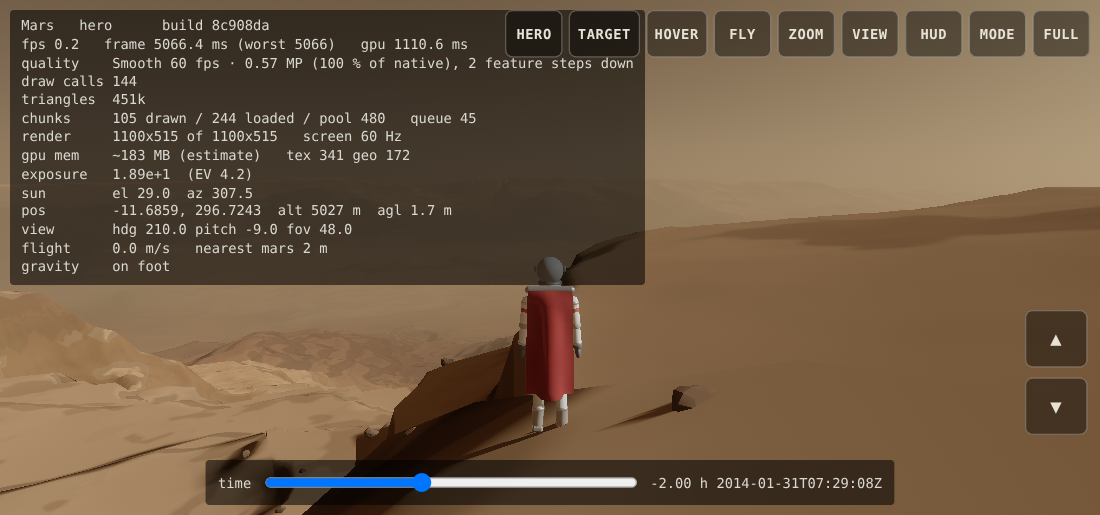 Mars hero build 8c908da
fps 0.2 frame 5066.4 ms (worst 5066) gpu 1110.6 ms
quality Smooth 60 fps · 0.57 MP (100 % of native), 2 feature steps down
draw calls 144
triangles 451k
chunks 105 drawn / 244 loaded / pool 480 queue 45
render 1100x515 of 1100x515 screen 60 Hz
gpu mem ~183 MB (estimate) tex 341 geo 172
exposure 1.89e+1 (EV 4.2)
sun el 29.0 az 307.5
pos -11.6859, 296.7243 alt 5027 m agl 1.7 m
view hdg 210.0 pitch -9.0 fov 48.0
flight 0.0 m/s nearest mars 2 m
gravity on foot
HERO TARGET HOVER FLY ZOOM VIEW HUD MODE FULL
▲
▼
time -2.00 h 2014-01-31T07:29:08Z